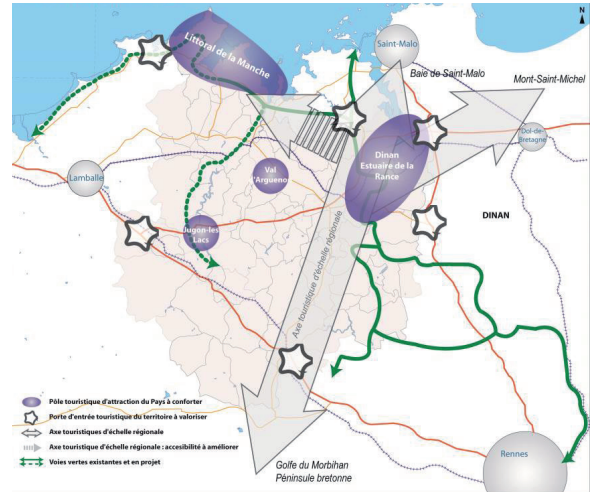 N
Littoral de la Manche
Saint-Malo
Baie de Saint-Malo
Mont-Saint-Michel
Dol-de-
Bretagne
Dinan
Estuaire de la
Rance
Val
d'Arguenon
Lamballe
Jugon-les
Lacs
DINAN
Axe touristique d'échelle régionale
Pôle touristique d'attraction du Pays à conforter
Porte d'entrée touristique du territoire à valoriser
Axe touristiques d'échelle régionale
Axe touristique d'échelle regionale : accesibilité à améliorer
Voies vertes existantes et en projet
Golfe du Morbihan
Péninsule bretonne
Rennes